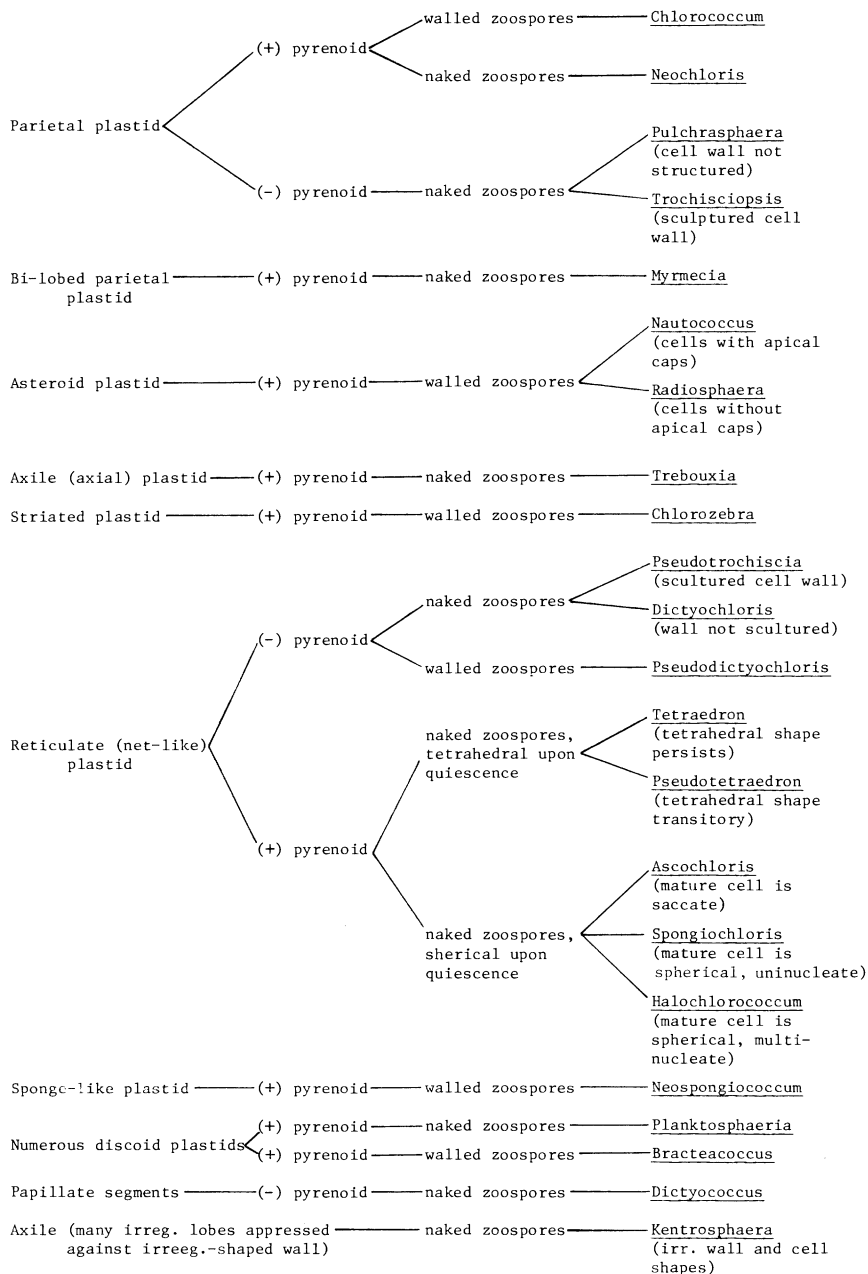 walled zoospores Chlorococcum
(+) pyrenoid
naked zoospores Neochloris
Parietal plastid
Pulchrasphaera
(cell wall not
structured)
(-) pyrenoid naked zoospores
Trochisciopsis
(sculptured cell
wall)
Bi-lobed parietal (+) pyrenoid naked zoospores Myrmecia
plastid
Nautococcus
(cells with apical
caps)
Asteroid plastid (+) pyrenoid walled zoospores
Radiosphaera
(cells without
apical caps)
Axile (axial) plastid (+) pyrenoid naked zoospores Trebouxia
Striated plastid (+) pyrenoid walled zoospores Chlorozebra
Pseudotrochiscia
(scultured cell wall)
naked zoospores
Dictyochloris
(wall not scultured)
(-) pyrenoid
walled zoospores Pseudodictyochloris
Reticulate (net-like)
plastid
naked zoospores,
tetrahedral upon
quiescence
Tetraedron
(tetrahedral shape
persists)
Pseudotetraedron
(tetrahedral shape
transitory)
(+) pyrenoid
Ascochloris
(mature cell is
saccate)
naked zoospores,
sherical upon
quiescence
Spongiochloris
(mature cell is
spherical, uninucleate)
Halochlorococcum
(mature cell is
spherical, multi-
nucleate)
Sponge-like plastid (+) pyrenoid walled zoospores Neospongiococcum
Numerous discoid plastids
(+) pyrenoid naked zoospores Planktosphaeria
(+) pyrenoid walled zoospores Bracteacoccus
Papillate segments (-) pyrenoid naked zoospores Dictyococcus
Axile (many irreg. lobes appressed naked zoospores Kentrosphaera
against irreeg.-shaped wall) (irr. wall and cell
shapes)